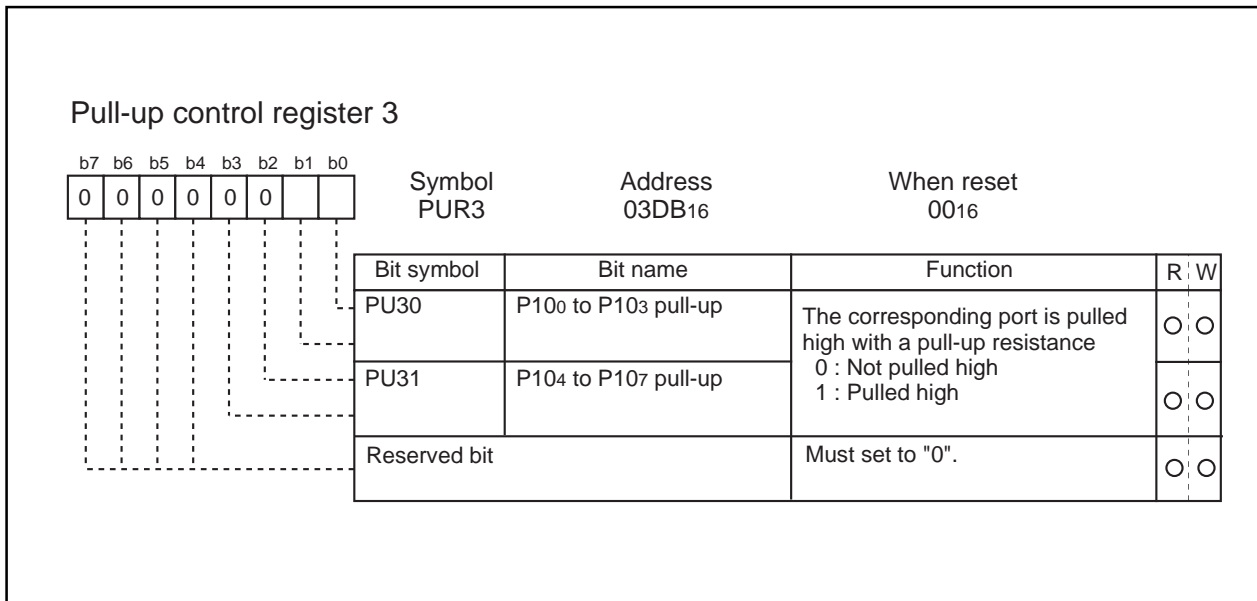 Pull-up control register 3
b7 b6 b5 b4 b3 b2 b1 b0
0 0 0 0 0 0
Symbol Address When reset
PUR3 03DB16 0016
Bit symbol Bit name Function R W
PU30 P100 to P103 pull-up
The corresponding port is pulled
high with a pull-up resistance
0 : Not pulled high
1 : Pulled high
PU31 P104 to P107 pull-up
Reserved bit Must set to "0".